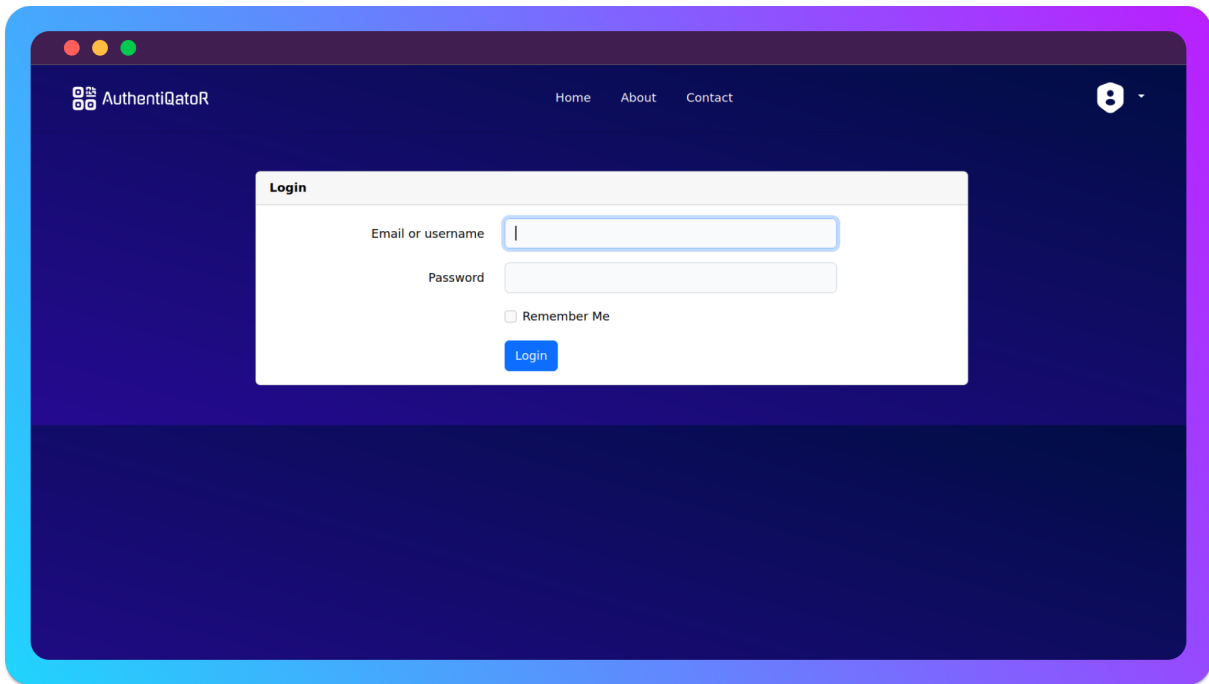 AuthentiQatoR
Home About Contact
Login
Email or username
Password
Remember Me
Login